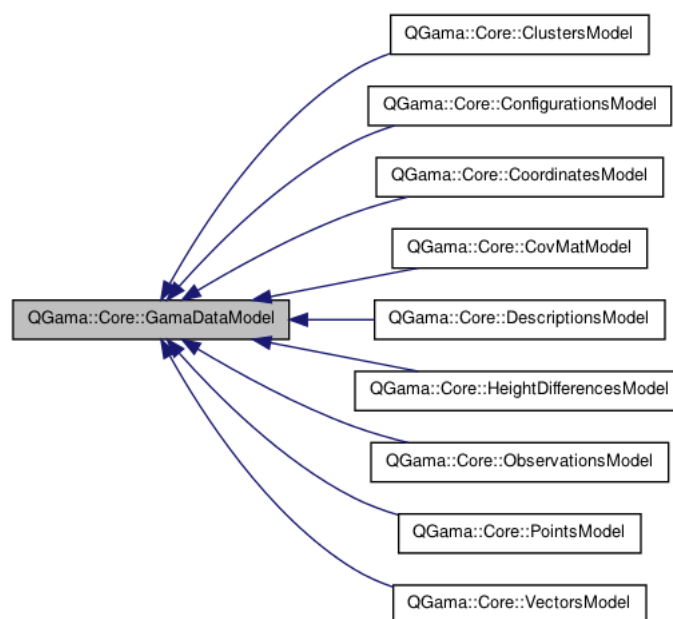 QGama::Core::ClustersModel
QGama::Core::ConfigurationsModel
QGama::Core::CoordinatesModel
QGama::Core::CovMatModel
QGama::Core::GamaDataModel
QGama::Core::DescriptionsModel
QGama::Core::HeightDifferencesModel
QGama::Core::ObservationsModel
QGama::Core::PointsModel
QGama::Core::VectorsModel